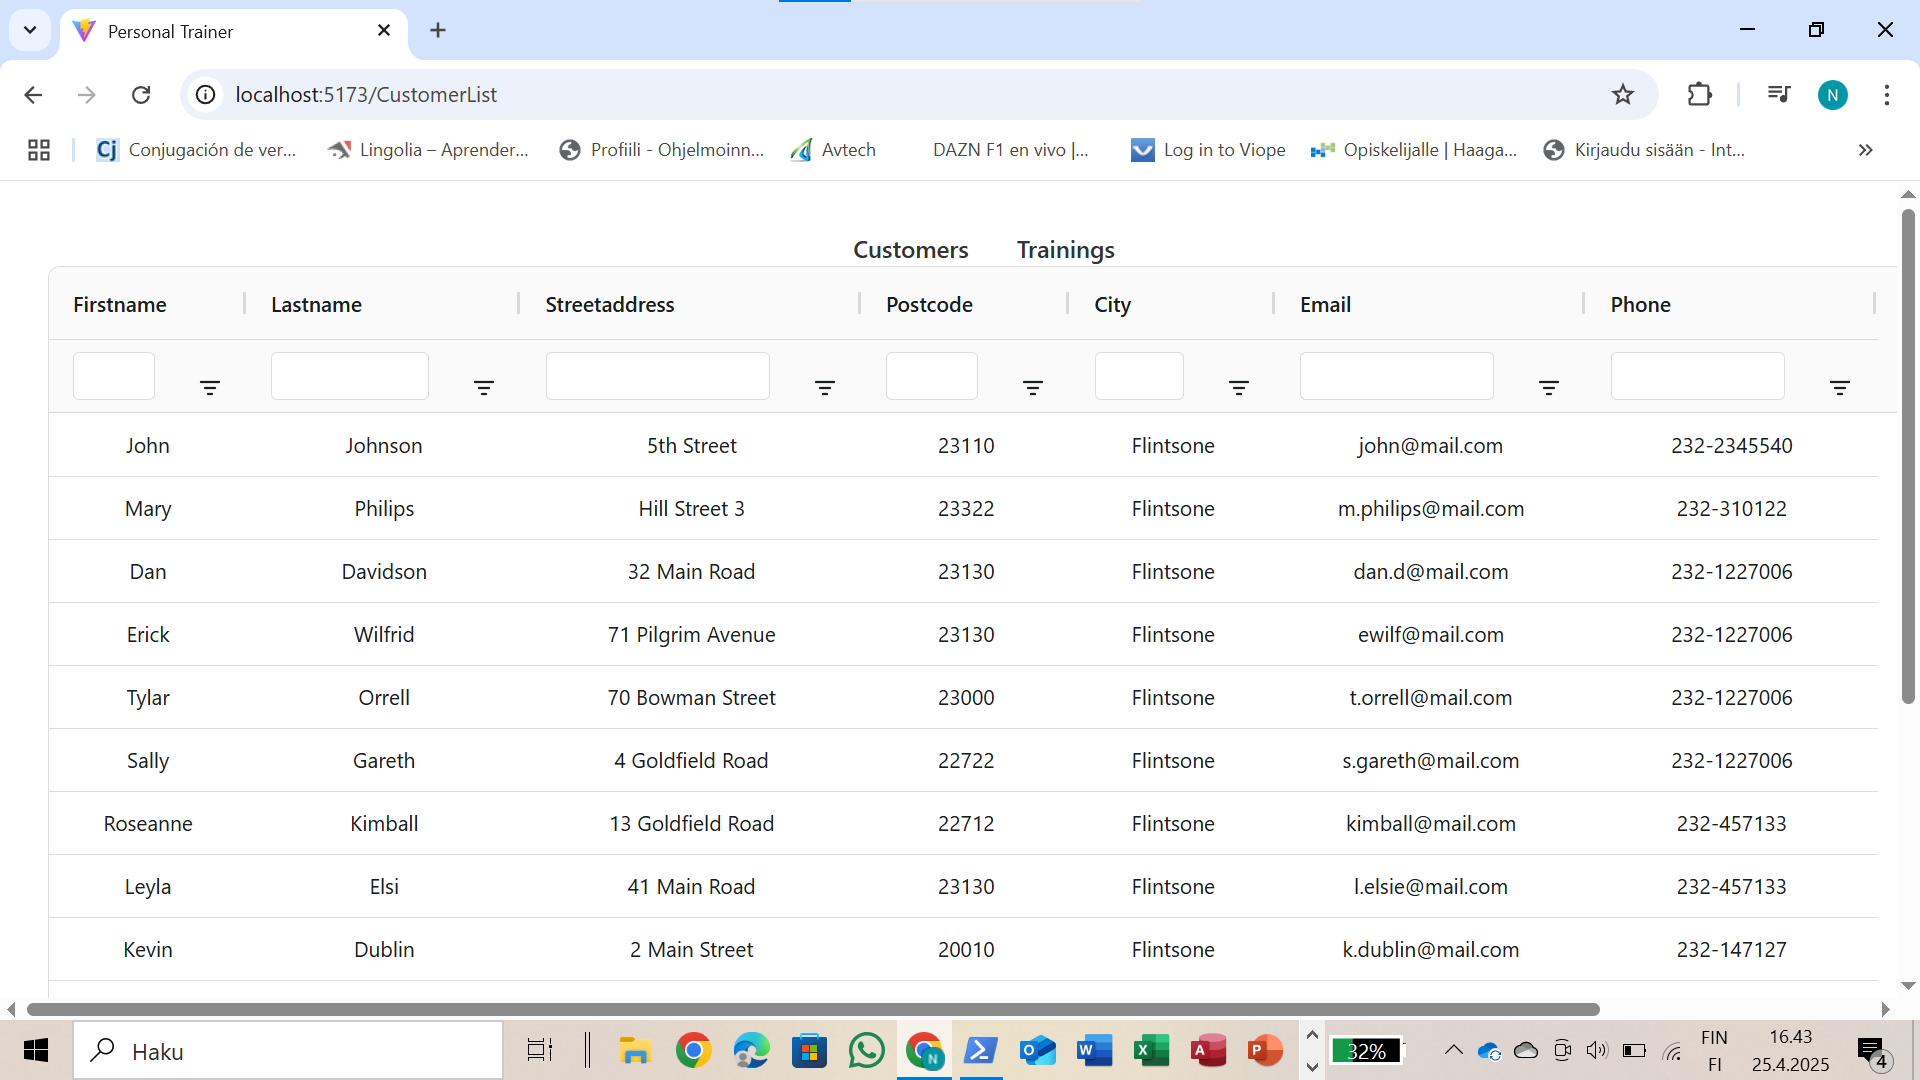 Personal Trainer
localhost:5173/CustomerList
N
Cj Conjugación de ver... Lingolia – Aprender... Profiili - Ohjelmoinn... Avtech DAZN F1 en vivo |... Log in to Viope Opiskelijalle | Haaga... Kirjaudu sisään - Int...
Customers Trainings
Firstname Lastname Streetaddress Postcode City Email Phone
John Johnson 5th Street 23110 Flintsone john@mail.com 232-2345540
Mary Philips Hill Street 3 23322 Flintsone m.philips@mail.com 232-310122
Dan Davidson 32 Main Road 23130 Flintsone dan.d@mail.com 232-1227006
Erick Wilfrid 71 Pilgrim Avenue 23130 Flintsone ewilf@mail.com 232-1227006
Tylar Orrell 70 Bowman Street 23000 Flintsone t.orrell@mail.com 232-1227006
Sally Gareth 4 Goldfield Road 22722 Flintsone s.gareth@mail.com 232-1227006
Roseanne Kimball 13 Goldfield Road 22712 Flintsone kimball@mail.com 232-457133
Leyla Elsi 41 Main Road 23130 Flintsone l.elsie@mail.com 232-457133
Kevin Dublin 2 Main Street 20010 Flintsone k.dublin@mail.com 232-147127
Haku N O W X A P 32% FIN 16.43
FI 25.4.2025 4